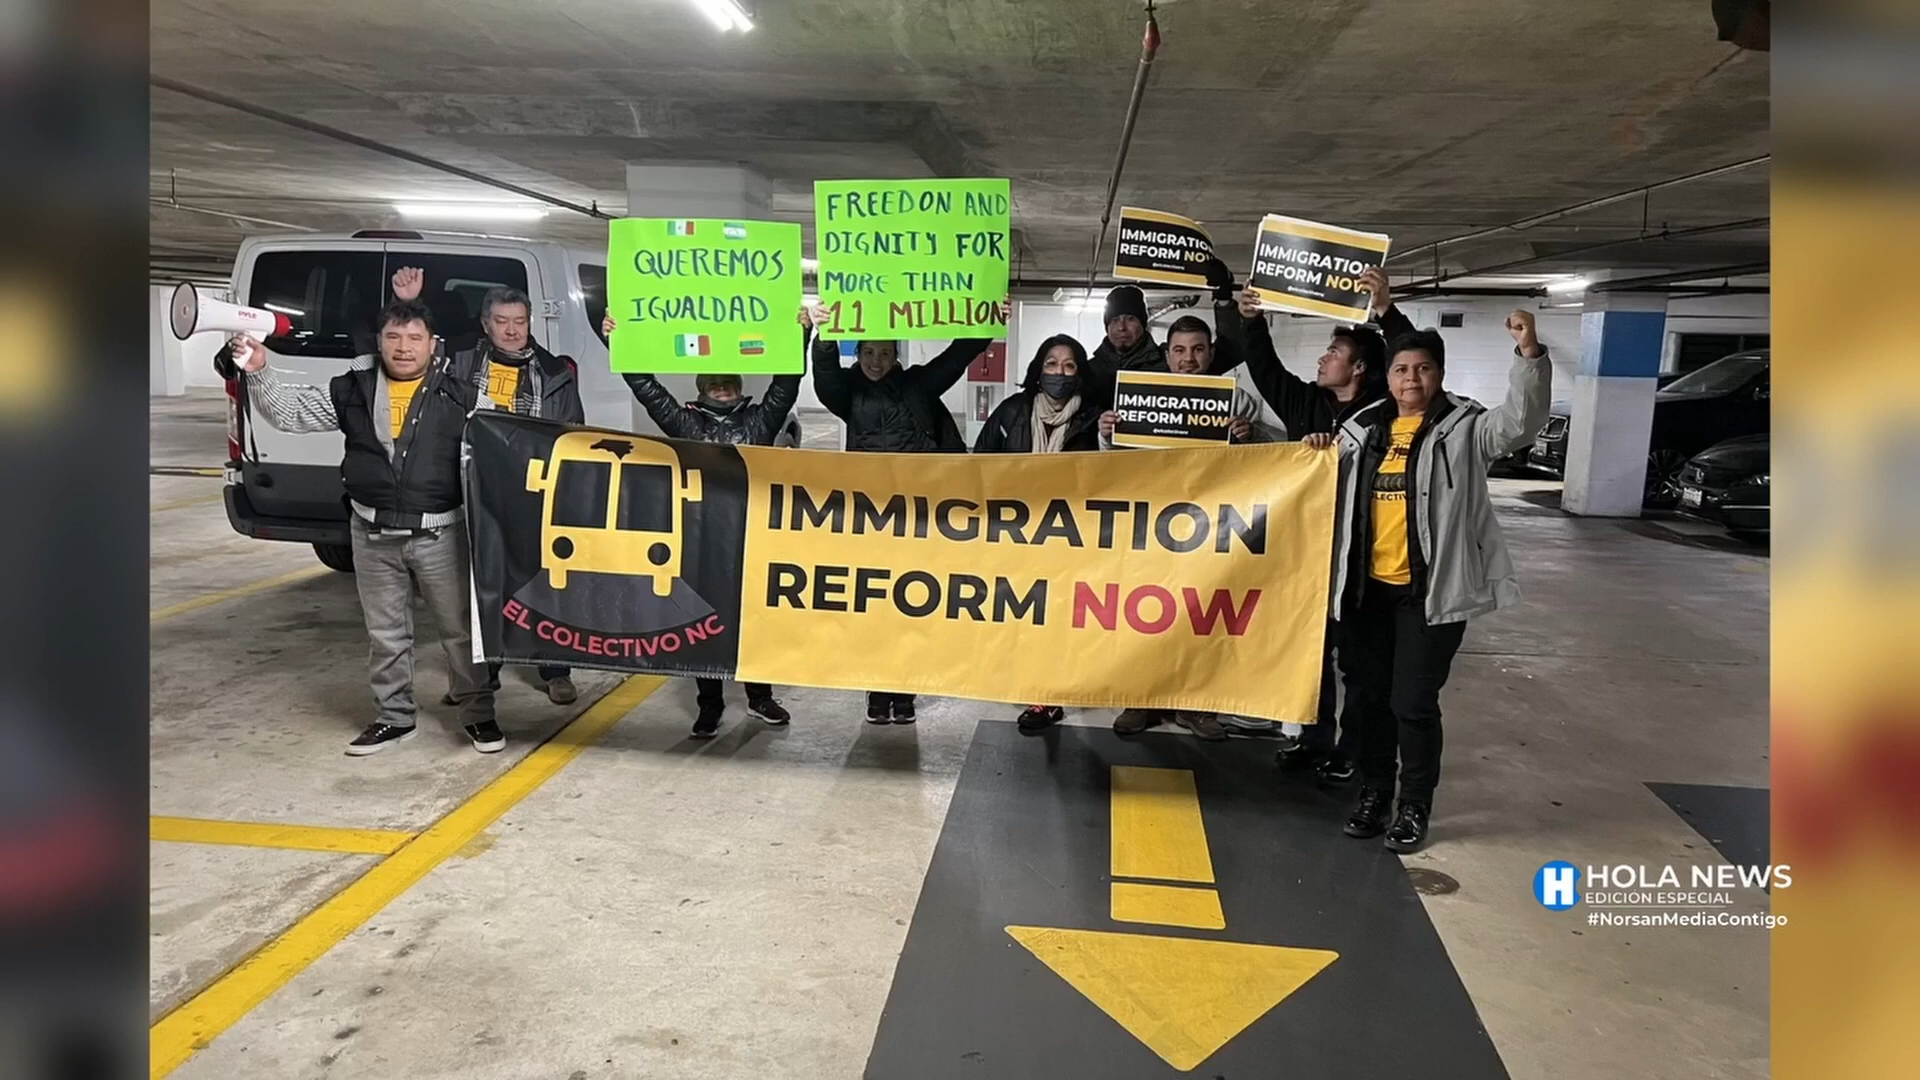 QUEREMOS
IGUALDAD
FREEDON AND
DIGNITY FOR
MORE THAN
11 MILLION
IMMIGRATION
REFORM NOW
IMMIGRATION
REFORM NOW
IMMIGRATION
REFORM NOW
PYLE
EL COLECTIVO NC
IMMIGRATION
REFORM NOW
HOLA NEWS
EDICIÓN ESPECIAL
#NorsanMediaContigo